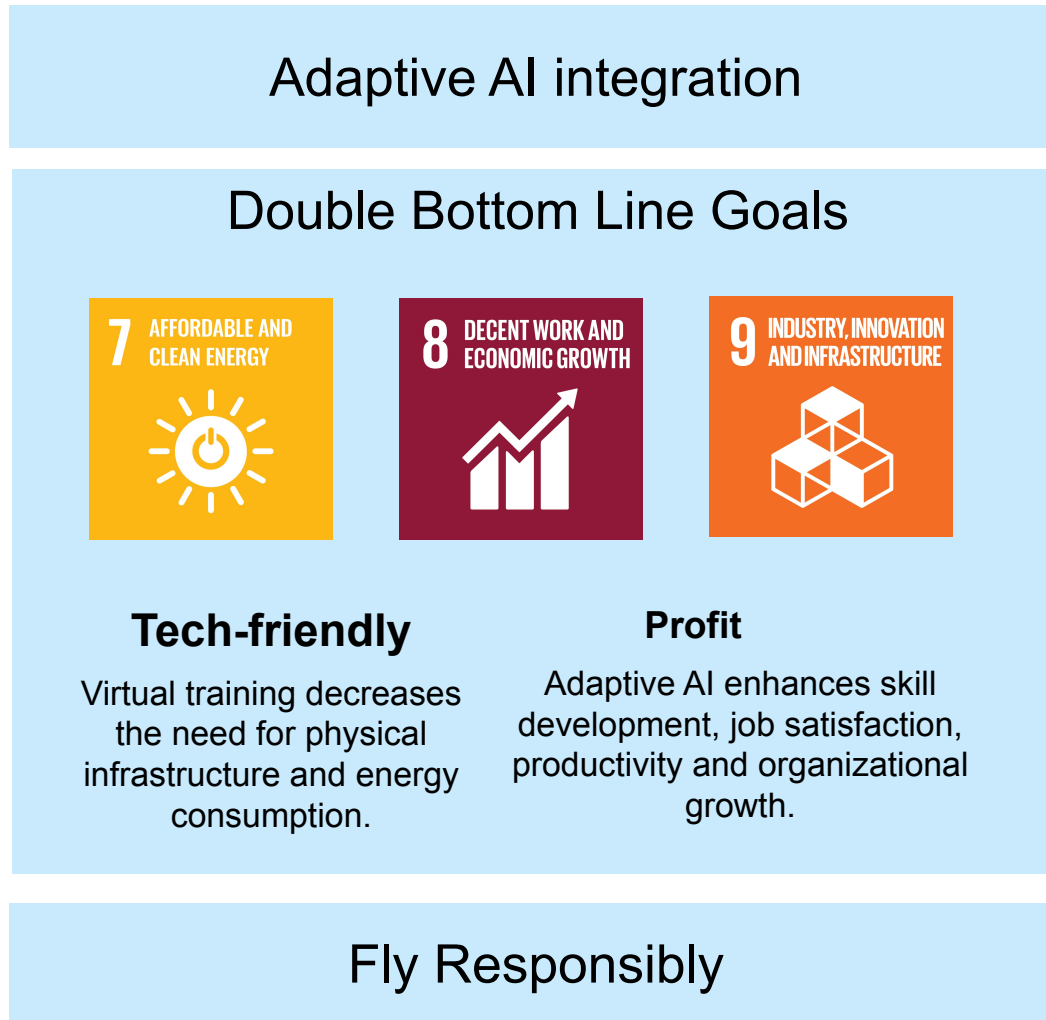 Adaptive AI integration
Double Bottom Line Goals
7 AFFORDABLE AND
CLEAN ENERGY
8 DECENT WORK AND
ECONOMIC GROWTH
9 INDUSTRY, INNOVATION
AND INFRASTRUCTURE
Tech-friendly
Virtual training decreases
the need for physical
infrastructure and energy
consumption.
Profit
Adaptive AI enhances skill
development, job satisfaction,
productivity and organizational
growth.
Fly Responsibly